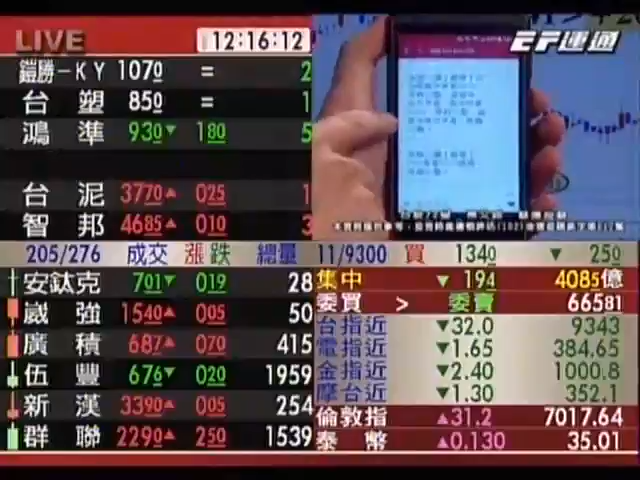 LIVE
12:16:12
EF運通
鎧勝-KY 1070 = 2
台塑 850 = 1
鴻準 930▼ 180 5
台泥 3770▲ 025 1
智邦 4685▲ 010 3
205/276 成交 漲跌 總量
安鈦克 701▼ 019 28
崴強 1540▲ 005 50
廣積 687▲ 070 415
伍豐 676▼ 020 1959
新漢 3390▲ 005 254
群聯 2290▲ 250 1539
11/9300 買 1340 ▼ 250
集中 ▼ 194 4085億
委買 > 委賣 66581
台指近 ▼32.0 9343
電指近 ▼1.65 384.65
金指近 ▼2.40 1000.8
摩台近 ▼1.30 352.1
倫敦指 ▲31.2 7017.64
泰幣 ▲0.130 35.01